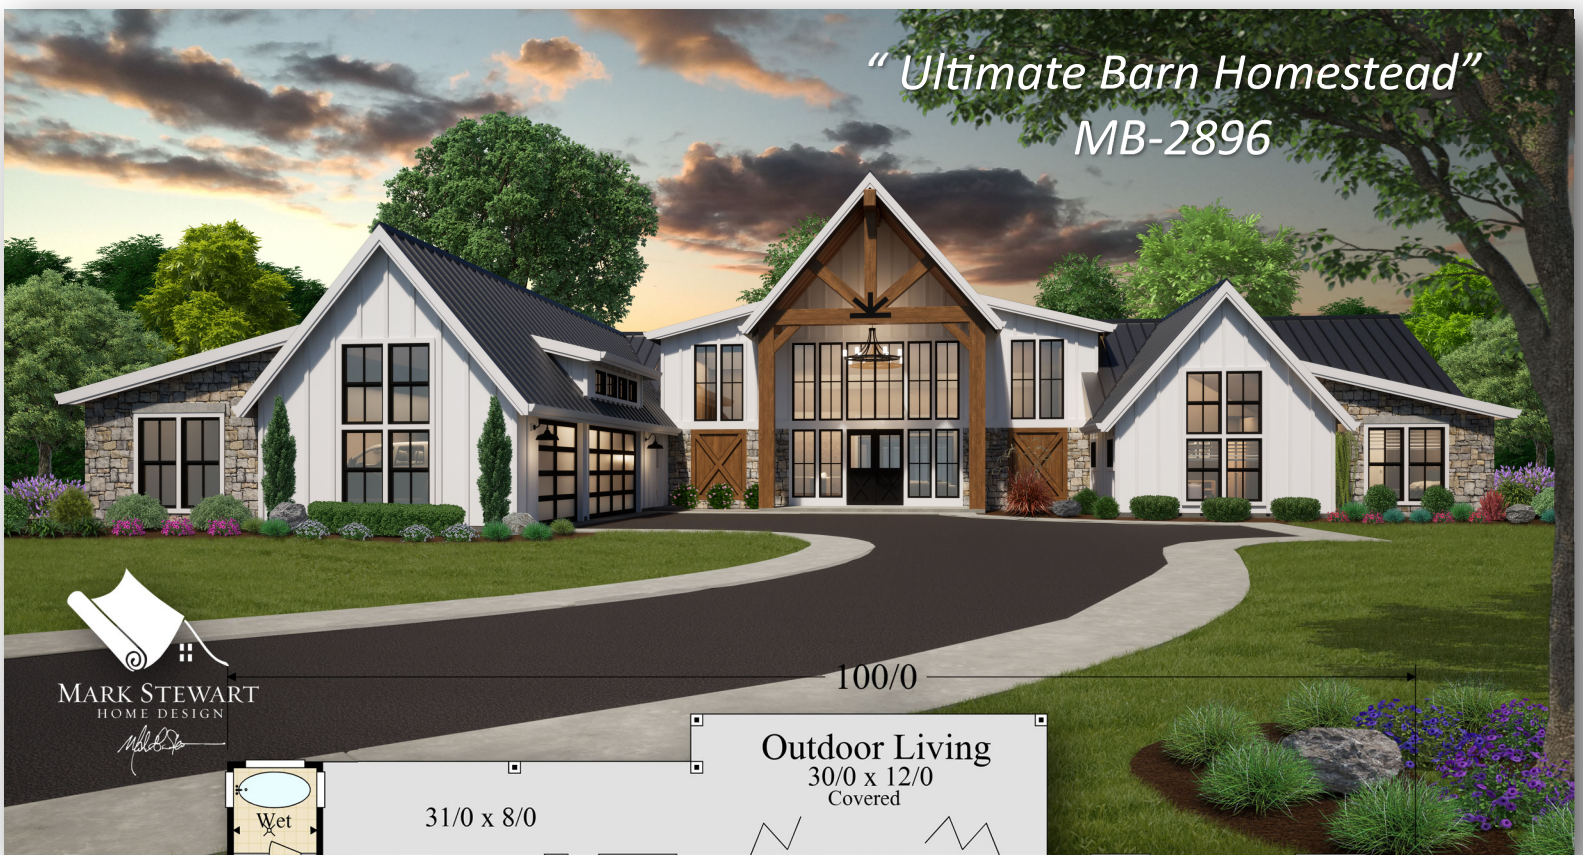 “ Ultimate Barn Homestead”
MB-2896
MARK STEWART
HOME DESIGN
100/0
Outdoor Living
30/0 x 12/0
Covered
31/0 x 8/0
Wet